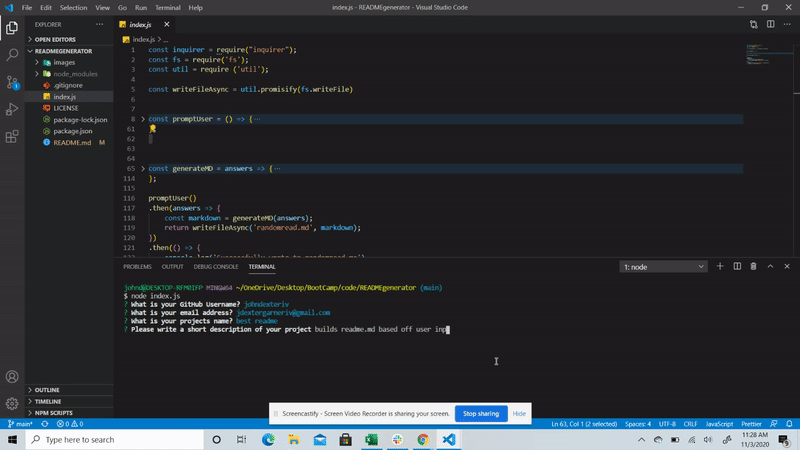 File Edit Selection View Go Run Terminal Help
index.js - READMEgenerator - Visual Studio Code
EXPLORER
OPEN EDITORS
READMEGENERATOR
images
node_modules
.gitignore
index.js
LICENSE
package-lock.json
package.json
README.md M
OUTLINE
TIMELINE
NPM SCRIPTS
index.js
index.js > ...
1 const inquirer = require("inquirer");
2 const fs = require('fs');
3 const util = require ('util');
4
5 const writeFileAsync = util.promisify(fs.writeFile)
6
7
8 const promptUser = () => {...
61
62
63
64
65 const generateMD = answers => {...
114 };
115
116 promptUser()
117 .then(answers => {
118 const markdown = generateMD(answers);
119 return writeFileAsync('randomread.md', markdown);
120 })
121 .then(() => {
PROBLEMS OUTPUT DEBUG CONSOLE TERMINAL
1: node
johnd@DESKTOP-RFM01FP MINGW64 ~/OneDrive/Desktop/BootCamp/code/READMEgenerator (main)
$ node index.js
? What is your GitHub Username? johndexteriv
? What is your email address? jdextergarneriv@gmail.com
? What is your projects name? best readme
? Please write a short description of your project builds readme.md based off user inp
Screencastify - Screen Video Recorder is sharing your screen. Stop sharing Hide
main* 0 0 Ln 63, Col 1 (2 selected) Spaces: 4 UTF-8 CRLF JavaScript Prettier
Type here to search
11:28 AM
11/3/2020